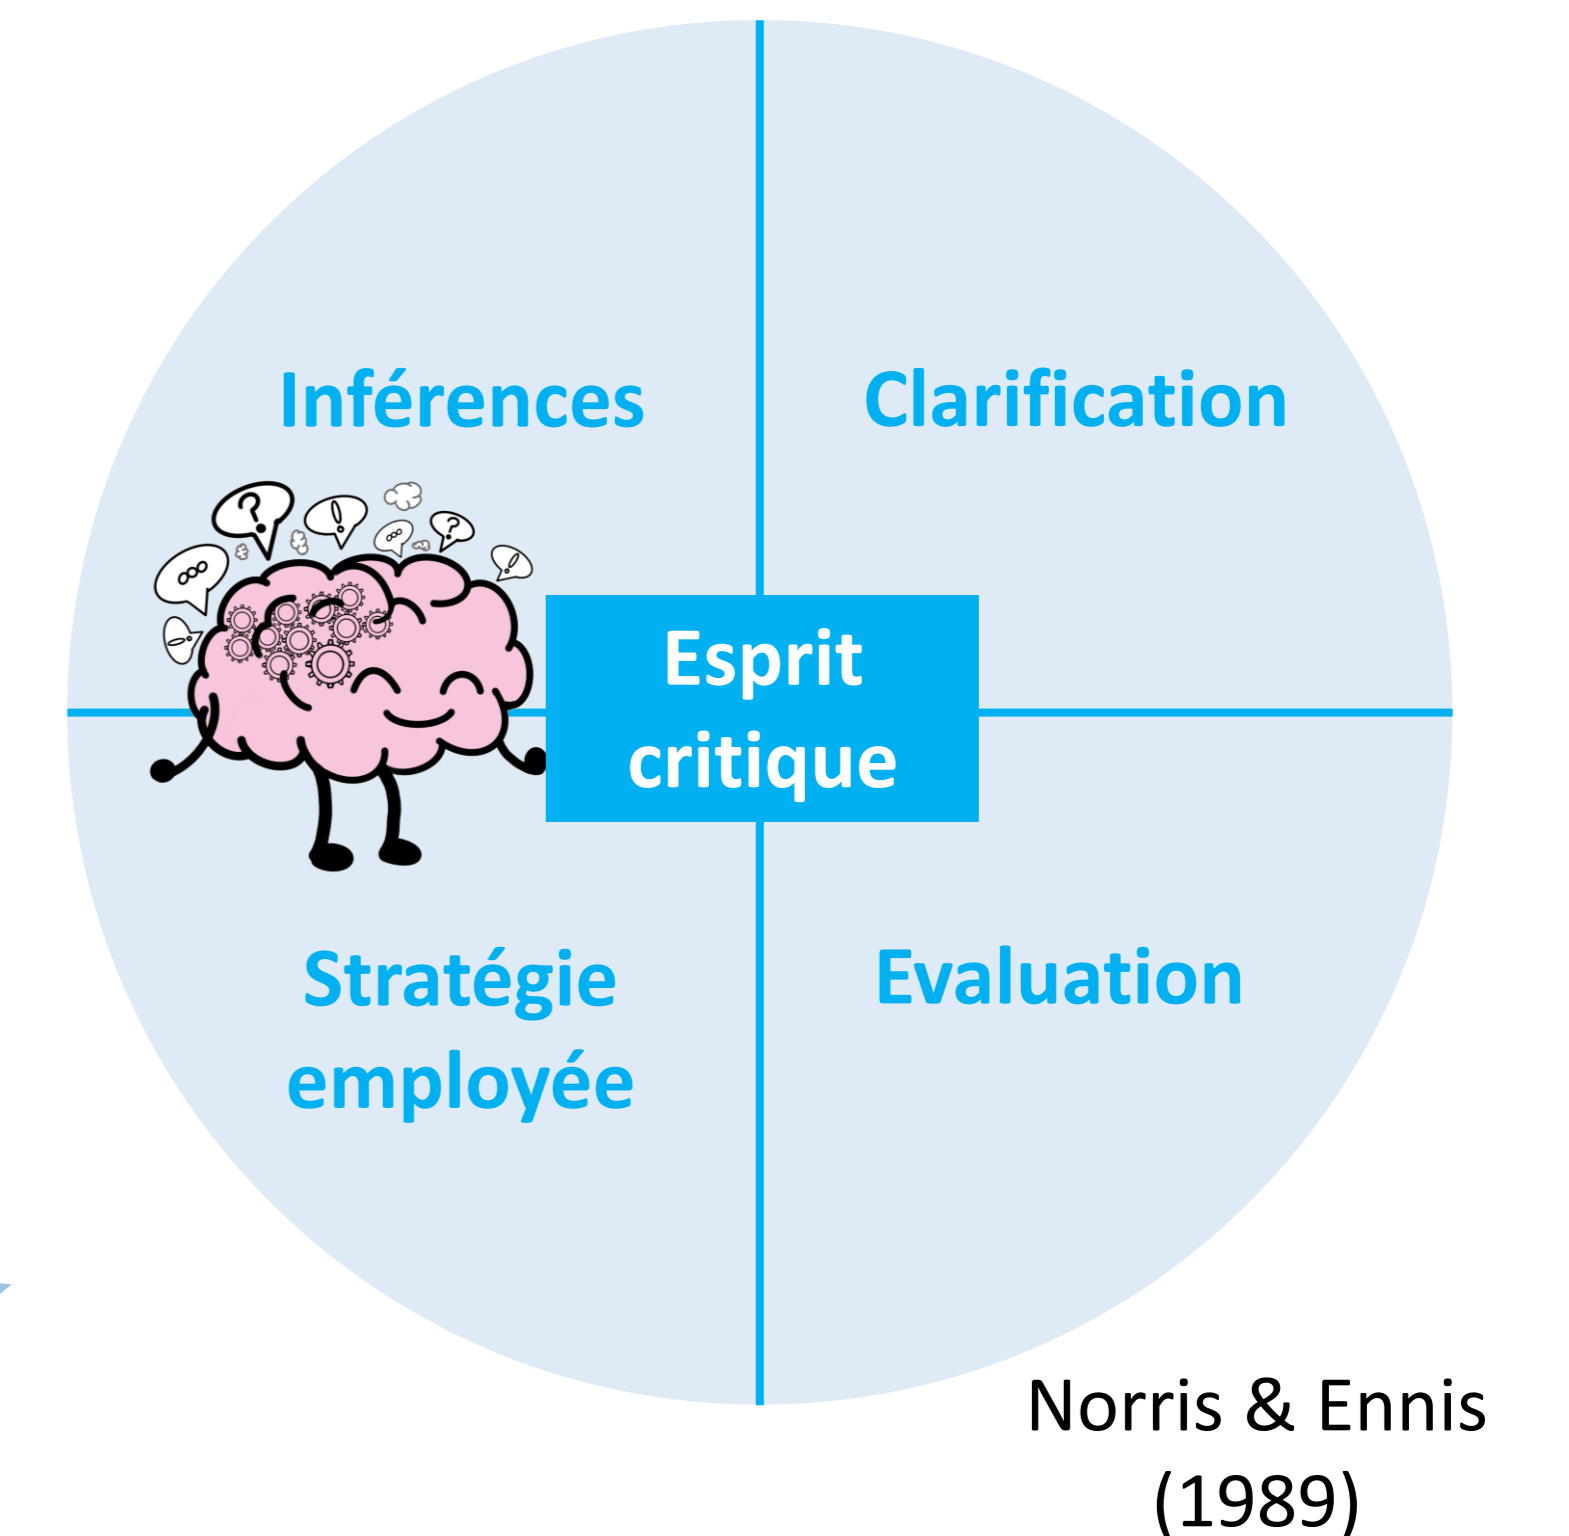 Inférences
Clarification
Esprit
critique
Stratégie
employée
Evaluation
Norris & Ennis
(1989)